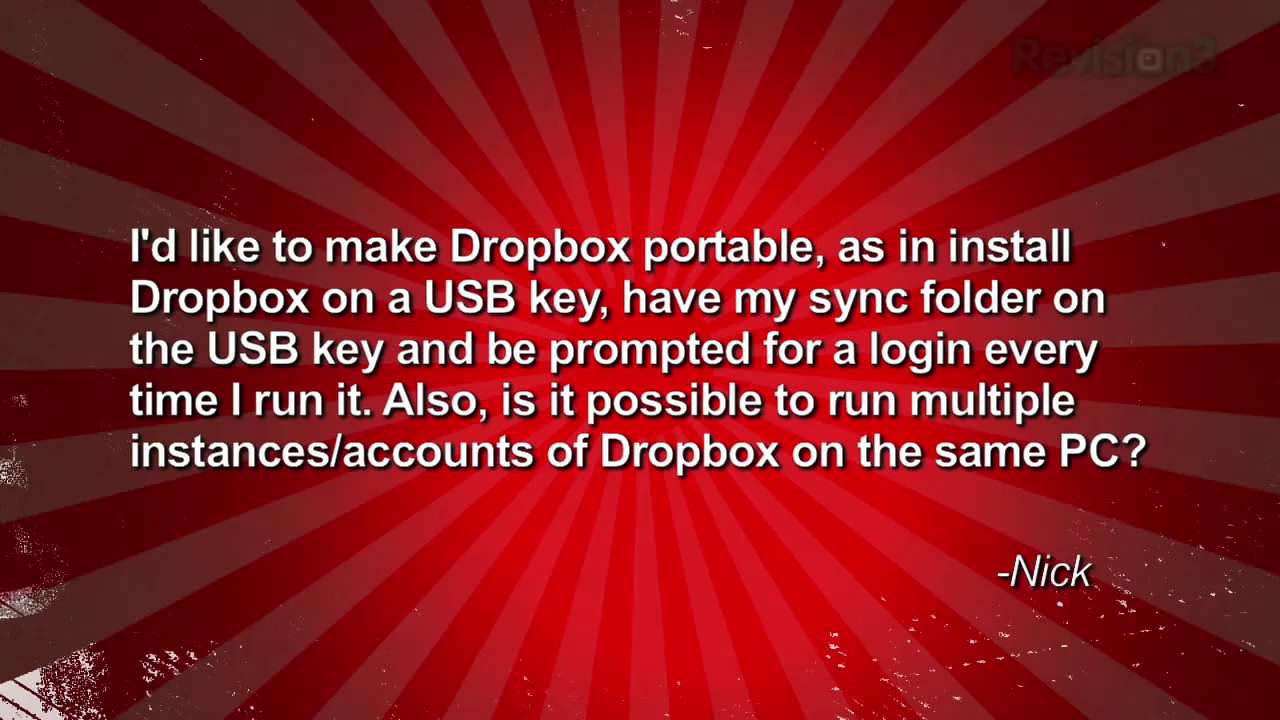 Revision3
I'd like to make Dropbox portable, as in install
Dropbox on a USB key, have my sync folder on
the USB key and be prompted for a login every
time I run it. Also, is it possible to run multiple
instances/accounts of Dropbox on the same PC?
-Nick